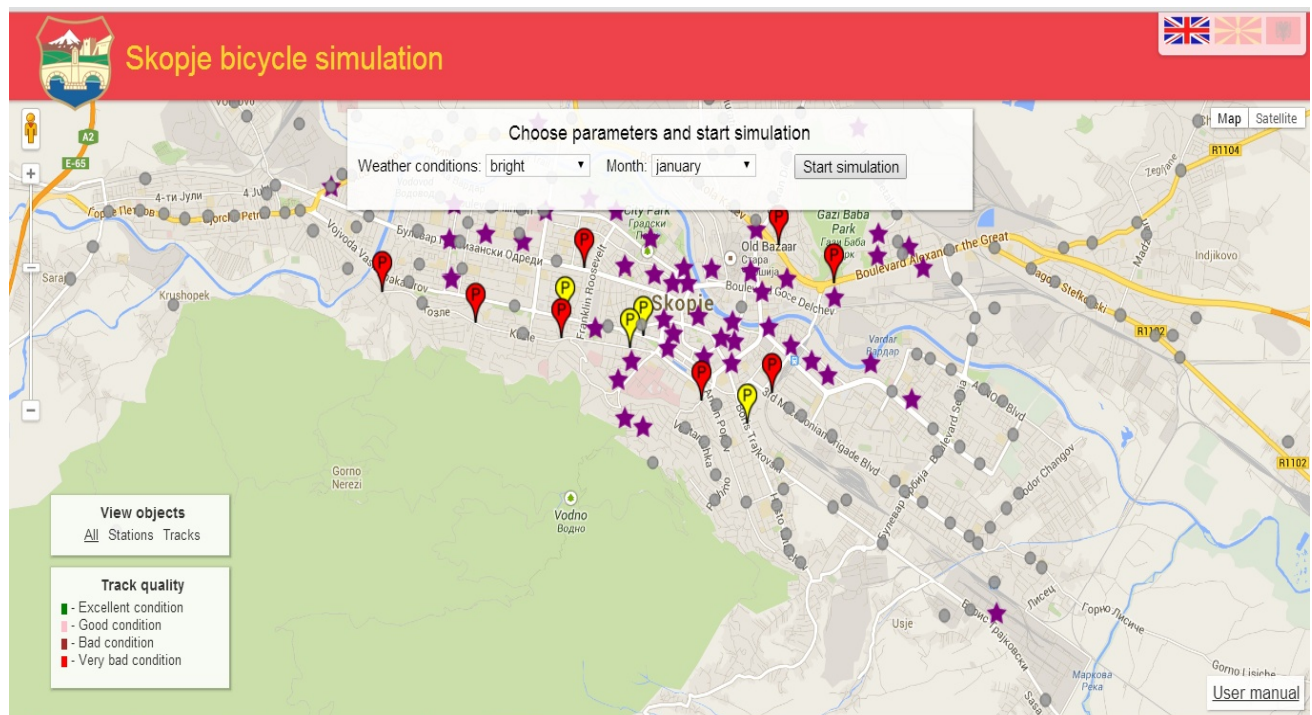 Skopje bicycle simulation
Choose parameters and start simulation
Weather conditions: bright
Month: january
Start simulation
Map
Satellite
A2
E-65
R1104
4-ти Јули
City Park
Градски
Gazi Baba
Park
Гази Баба
Old Bazaar
Стара
Boulevard Alexander the Great
Indjikovo
Krushopek
Franklin Roosevelt
Boulevard Goce Delchev
Skopje
P
P
P
P
P
P
P
P
P
P
P
P
Vardar
Вардар
R1102
R1102
Gorno
Nerezi
Vodno
Водно
Usje
Лисец
Горно Лисиче
Маркова
Река
Gorno Lisiche
View objects
All Stations Tracks
Track quality
- Excellent condition
- Good condition
- Bad condition
- Very bad condition
User manual